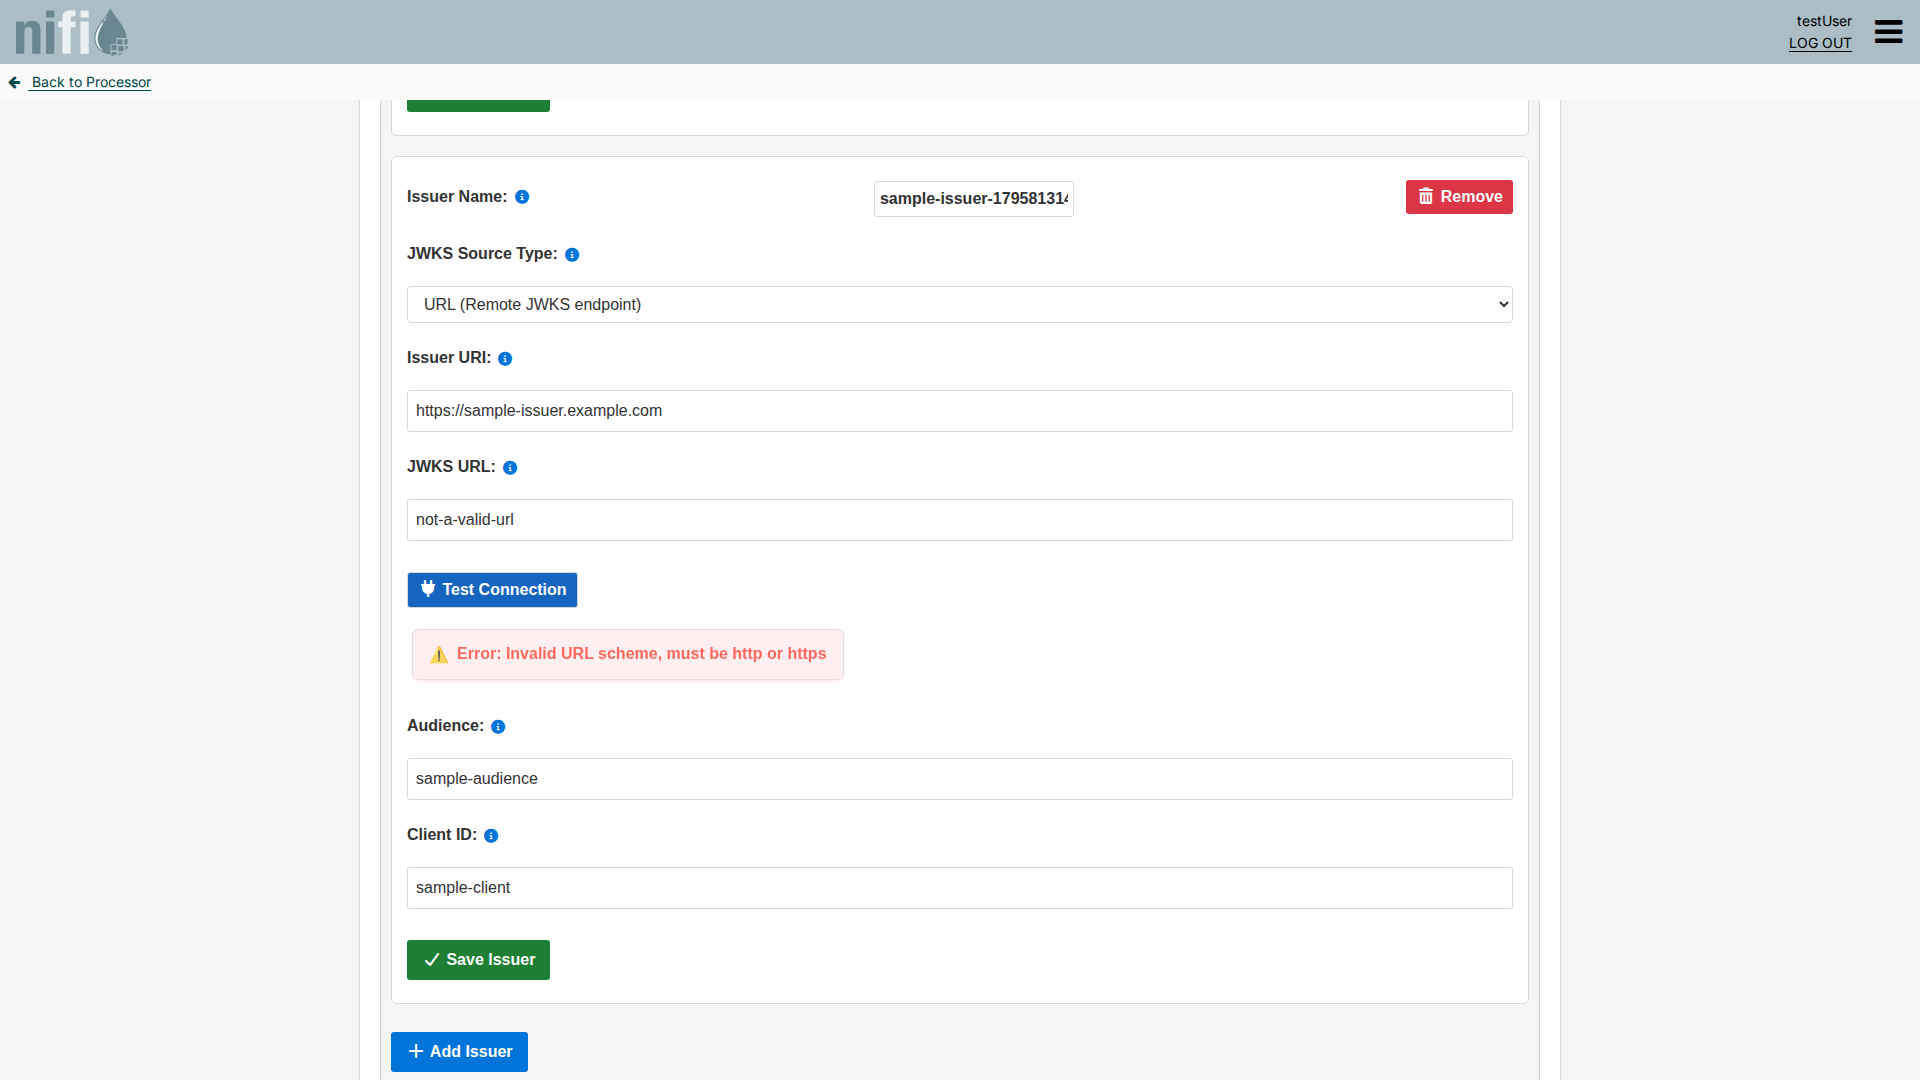 nifi
testUser
LOG OUT
Back to Processor
Issuer Name:
sample-issuer-179581314
Remove
JWKS Source Type:
URL (Remote JWKS endpoint)
Issuer URI:
https://sample-issuer.example.com
JWKS URL:
not-a-valid-url
Test Connection
Error: Invalid URL scheme, must be http or https
Audience:
sample-audience
Client ID:
sample-client
Save Issuer
Add Issuer